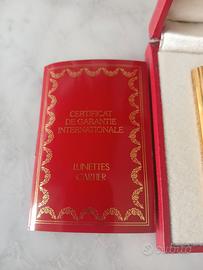 CERTIFICAT
DE GARANTIE
INTERNATIONALE
LUNETTES
CARTIER